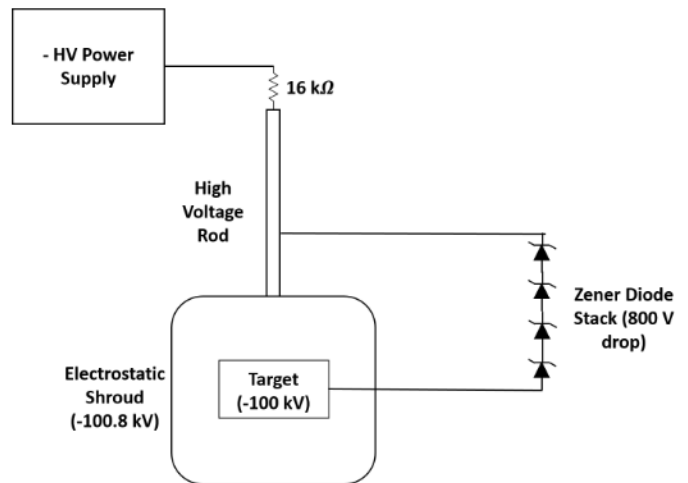 - HV Power
Supply
16 kΩ
High
Voltage
Rod
Zener Diode
Stack (800 V
drop)
Electrostatic
Shroud
(-100.8 kV)
Target
(-100 kV)